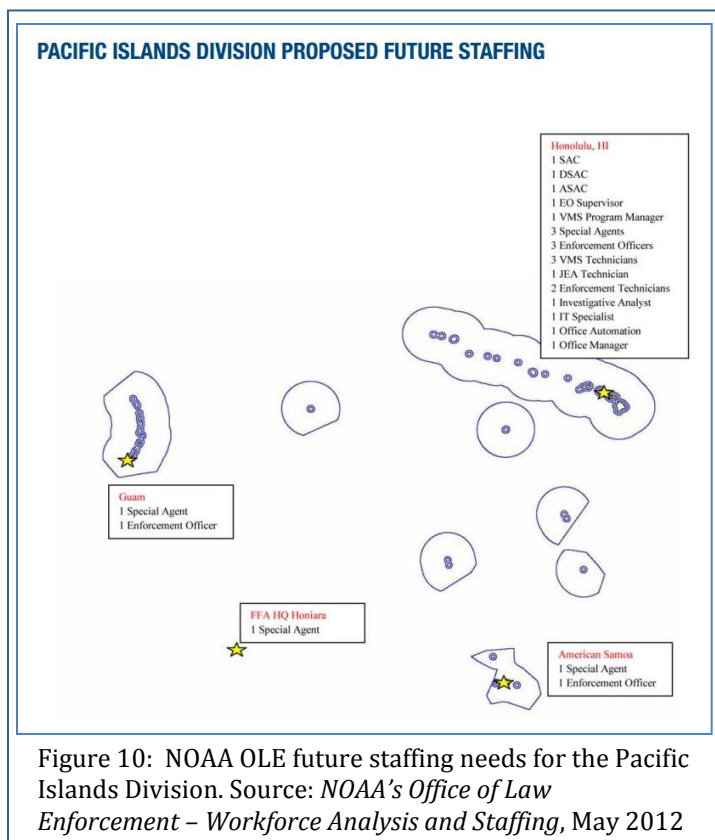 PACIFIC ISLANDS DIVISION PROPOSED FUTURE STAFFING
Honolulu, HI
1 SAC
1 DSAC
1 ASAC
1 EO Supervisor
1 VMS Program Manager
3 Special Agents
3 Enforcement Officers
3 VMS Technicians
1 JEA Technician
2 Enforcement Technicians
1 Investigative Analyst
1 IT Specialist
1 Office Automation
1 Office Manager
Guam
1 Special Agent
1 Enforcement Officer
FFA HQ Honiara
1 Special Agent
American Samoa
1 Special Agent
1 Enforcement Officer
Figure 10: NOAA OLE future staffing needs for the Pacific
Islands Division. Source: NOAA's Office of Law
Enforcement – Workforce Analysis and Staffing, May 2012